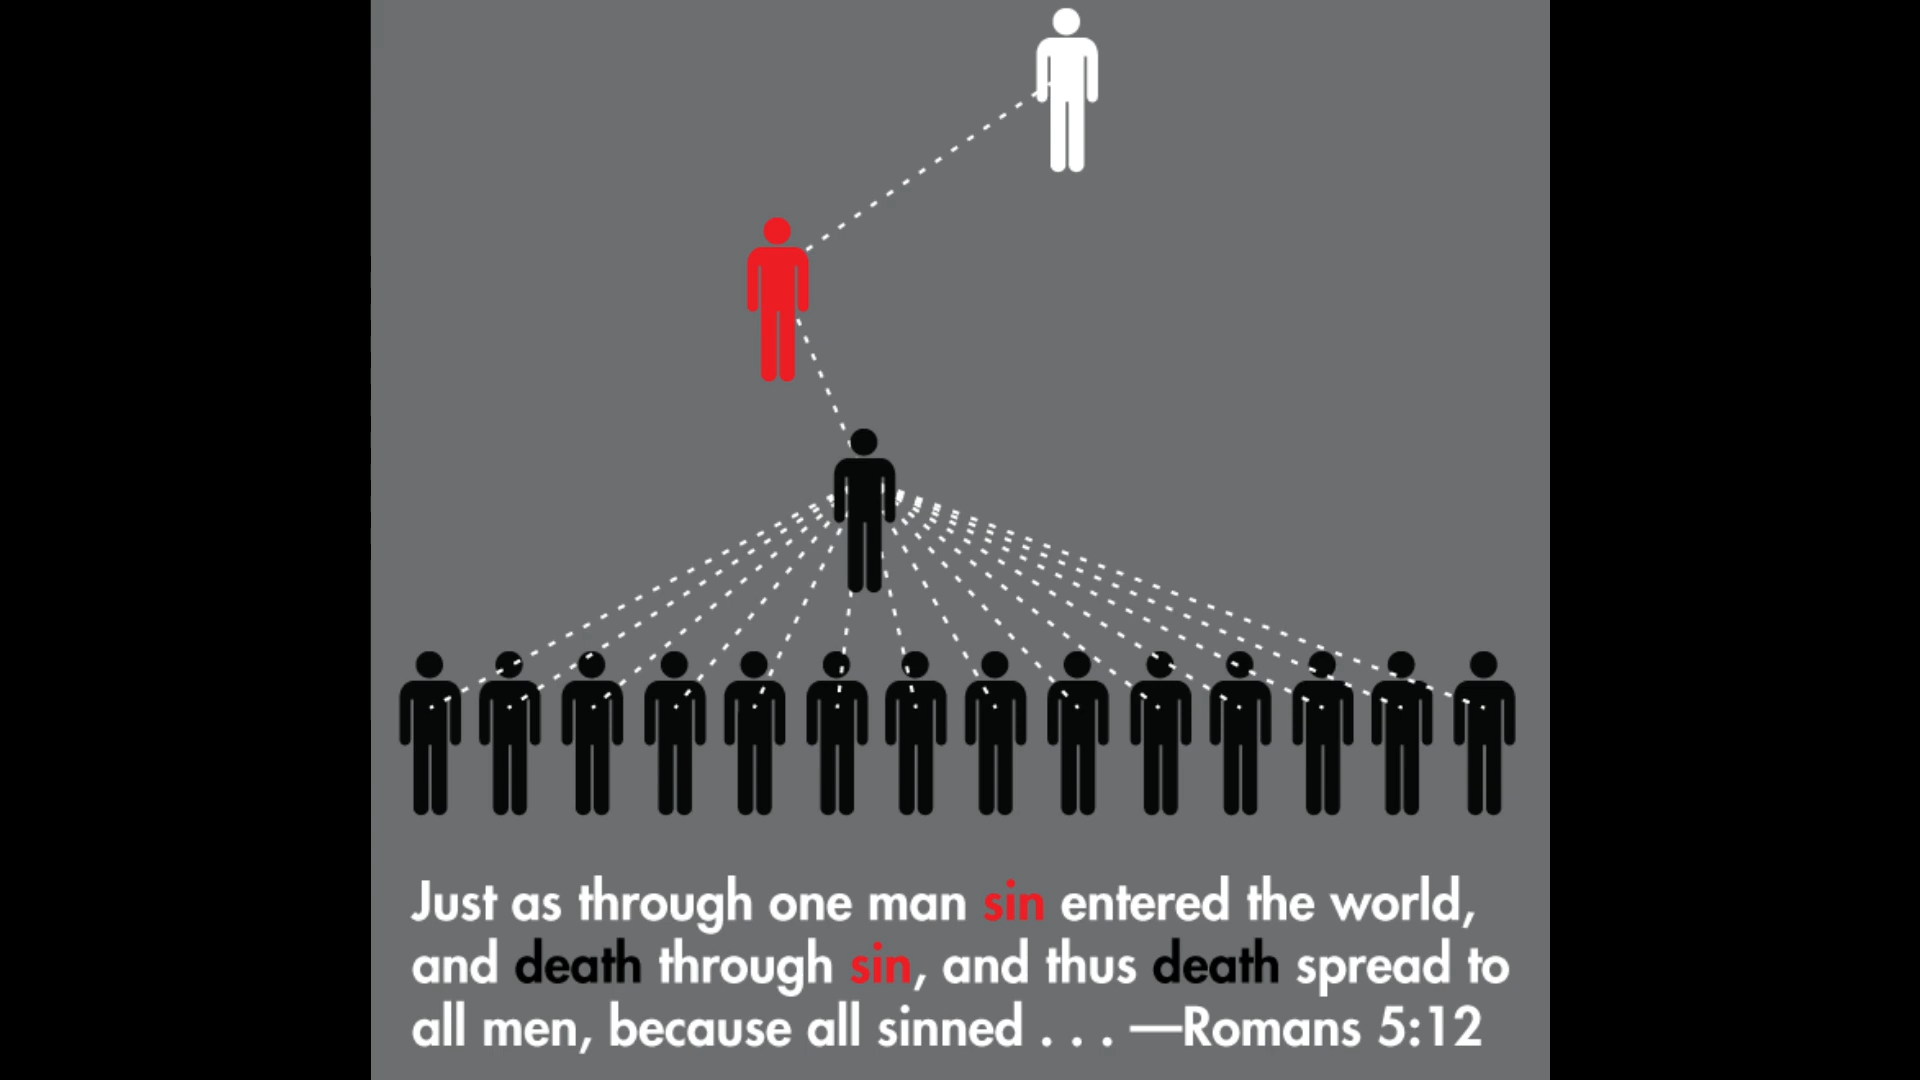 Just as through one man sin entered the world,
and death through sin, and thus death spread to
all men, because all sinned . . . —Romans 5:12